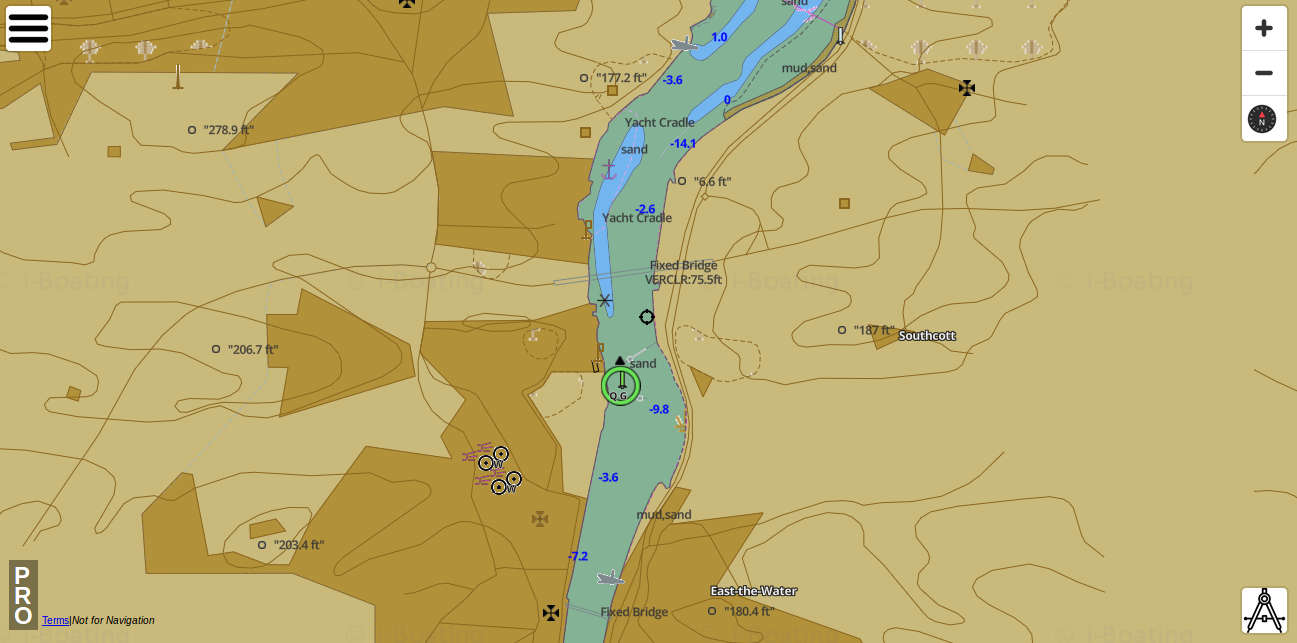 sand
1.0
mud,sand
"177.2 ft"
-3.6
0
Yacht Cradle
"278.9 ft"
-14.1
sand
N
"6.6 ft"
-2.6
Yacht Cradle
Fixed Bridge
VERCLR:75.5ft
© i-Boating
© i-Boating
© i-Boating
© i-Boating
"187 ft"
Southcott
"206.7 ft"
sand
Q G
-9.8
W
W
-3.6
mud,sand
"203.4 ft"
-7.2
East-the-Water
"180.4 ft"
Fixed Bridge
PRO
Terms|Not for Navigation